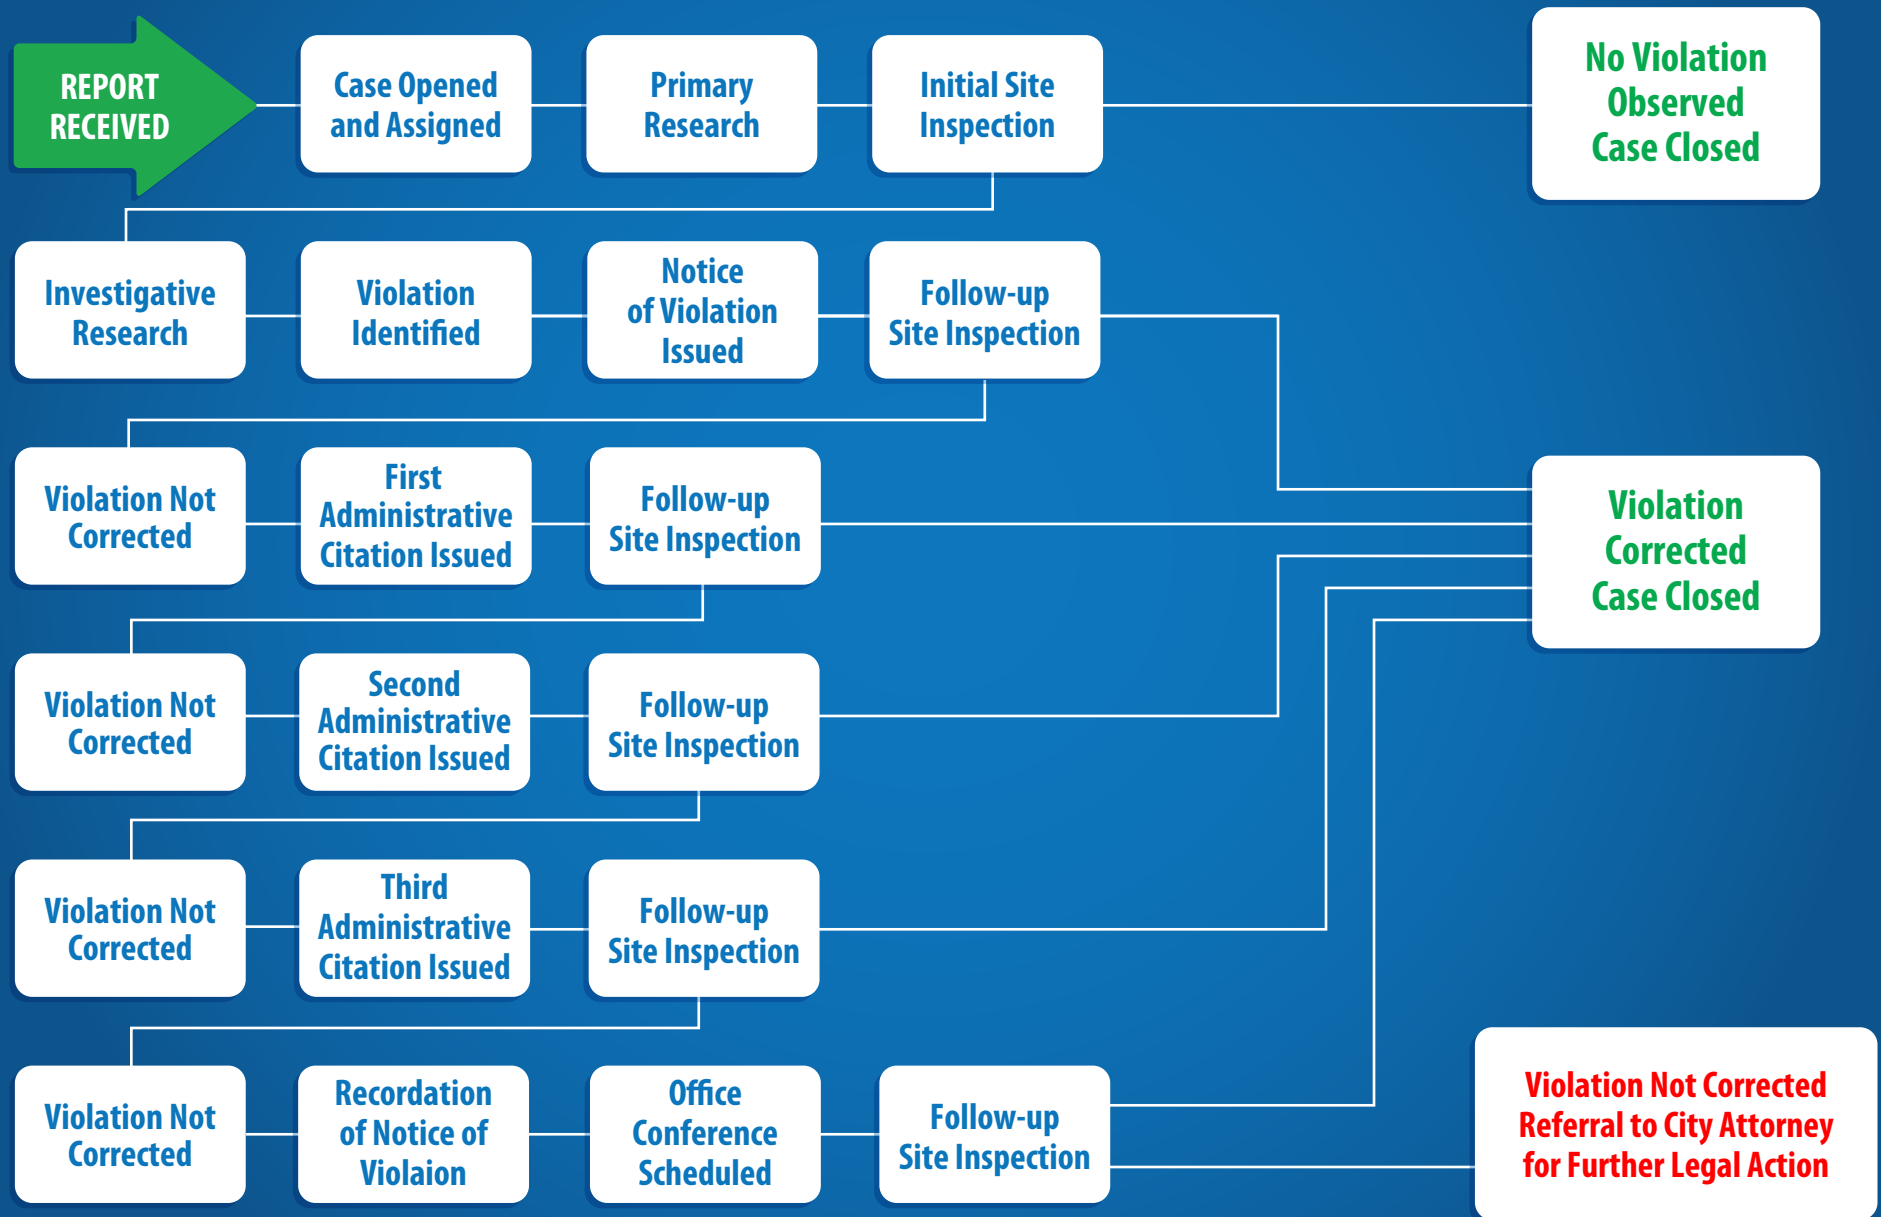 REPORT
RECEIVED
Case Opened
and Assigned
Primary
Research
Initial Site
Inspection
No Violation
Observed
Case Closed
Investigative
Research
Violation
Identified
Notice
of Violation
Issued
Follow-up
Site Inspection
Violation Not
Corrected
First
Administrative
Citation Issued
Follow-up
Site Inspection
Violation
Corrected
Case Closed
Violation Not
Corrected
Second
Administrative
Citation Issued
Follow-up
Site Inspection
Violation Not
Corrected
Third
Administrative
Citation Issued
Follow-up
Site Inspection
Violation Not
Corrected
Recordation
of Notice of
Violaion
Office
Conference
Scheduled
Follow-up
Site Inspection
Violation Not Corrected
Referral to City Attorney
for Further Legal Action